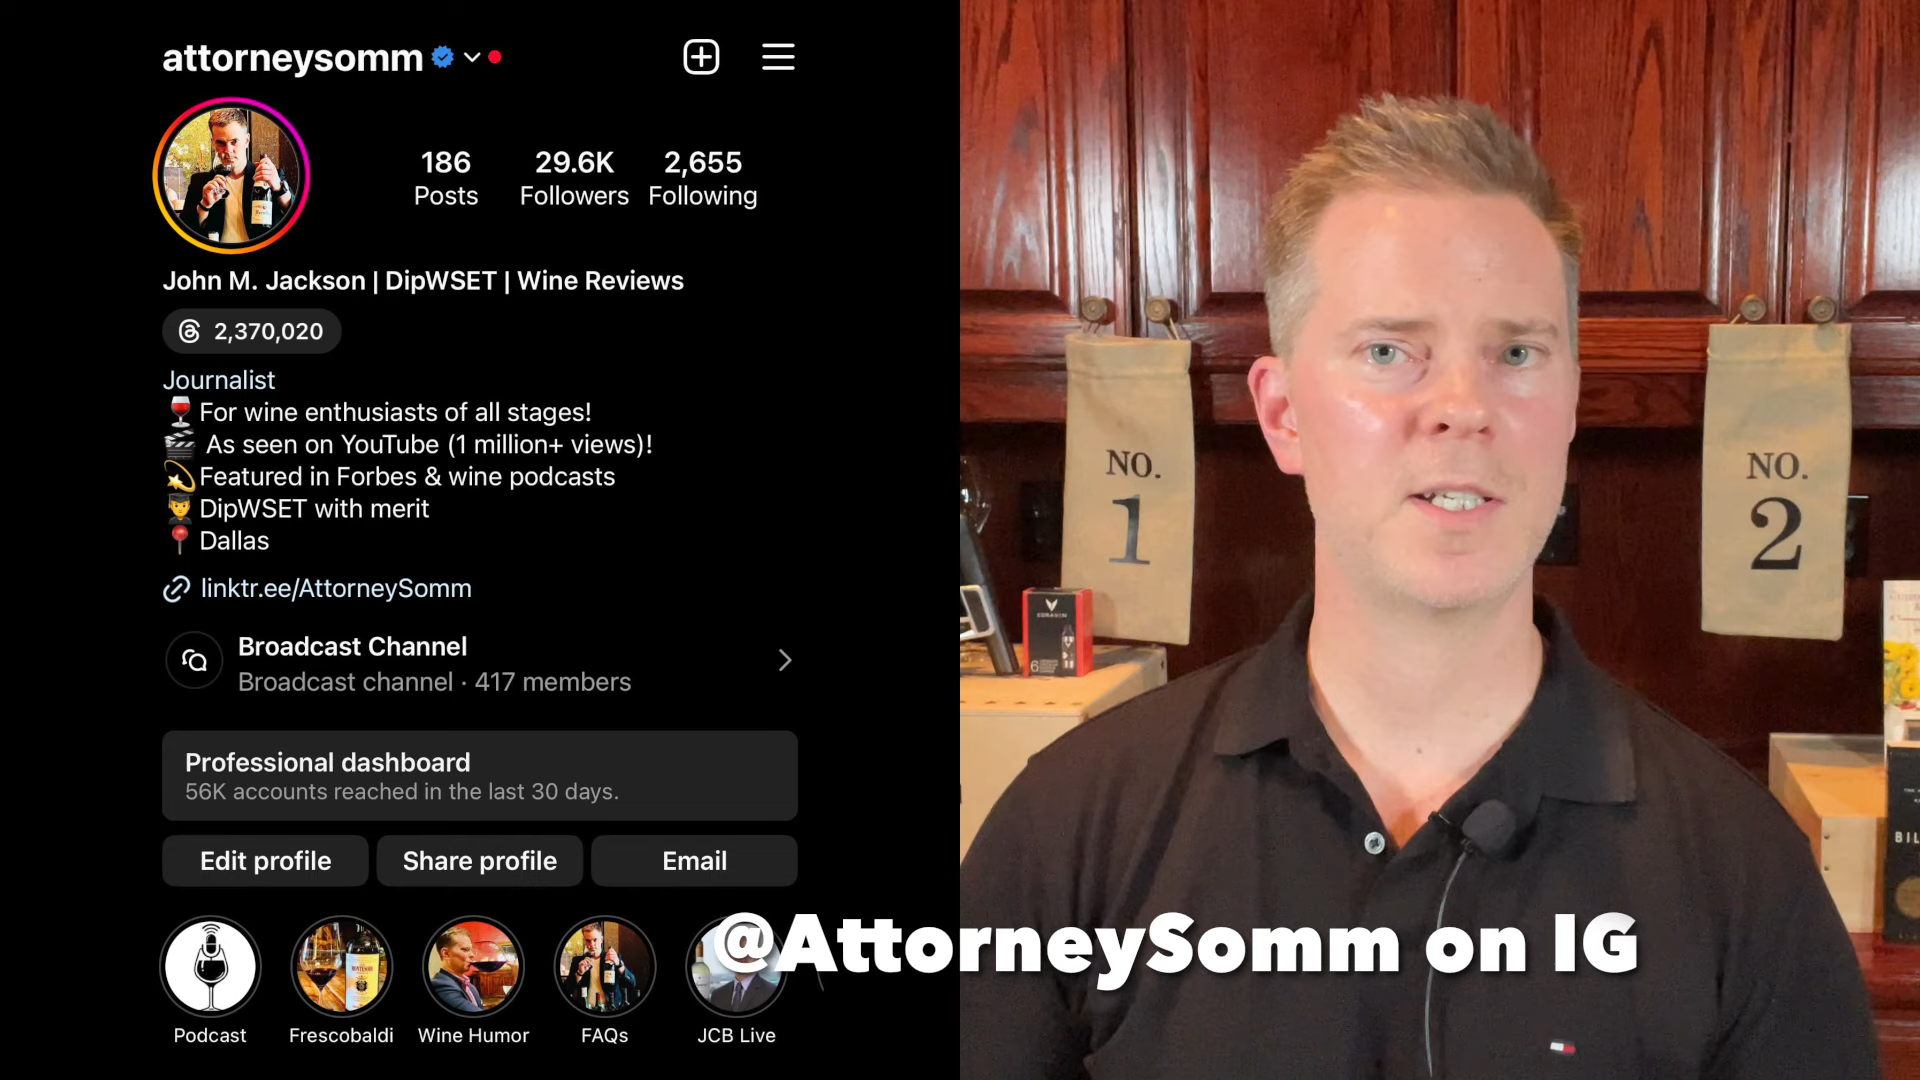 attorneysomm
186
Posts
29.6K
Followers
2,655
Following
John M. Jackson | DipWSET | Wine Reviews
2,370,020
Journalist
For wine enthusiasts of all stages!
As seen on YouTube (1 million+ views)!
Featured in Forbes & wine podcasts
DipWSET with merit
Dallas
linktr.ee/AttorneySomm
Broadcast Channel
Broadcast channel · 417 members
Professional dashboard
56K accounts reached in the last 30 days.
Edit profile
Share profile
Email
Podcast
Frescobaldi
Wine Humor
FAQs
JCB Live
@AttorneySomm on IG
NO.
1
NO.
2
CORAVIN
6
BIL